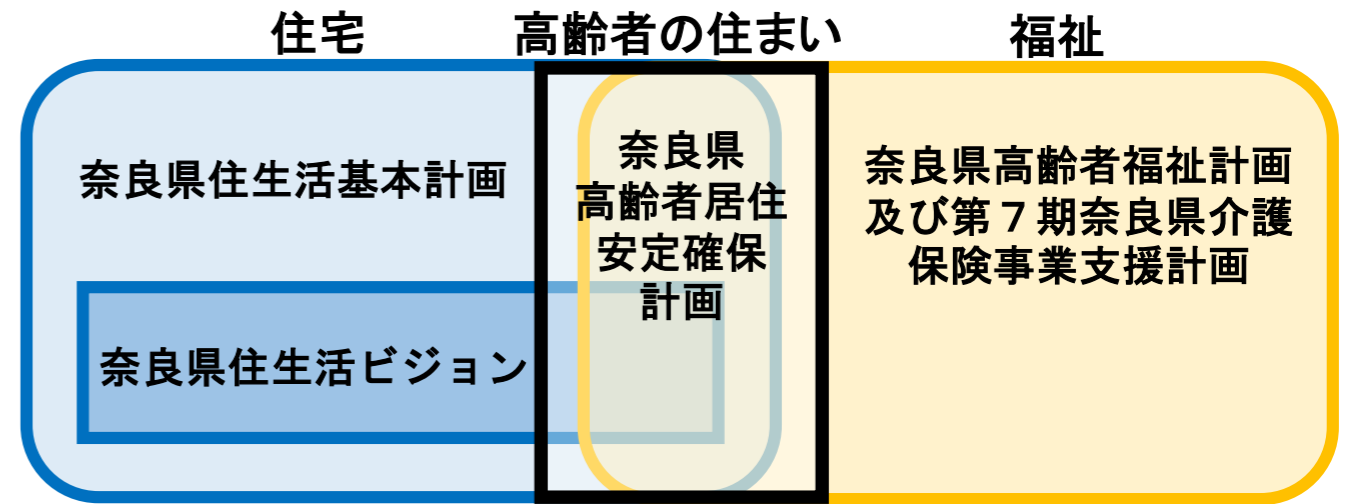 住宅
高齢者の住まい
福祉
奈良県住生活基本計画
奈良県住生活ビジョン
奈良県
高齢者居住
安定確保
計画
奈良県高齢者福祉計画
及び第７期奈良県介護
保険事業支援計画